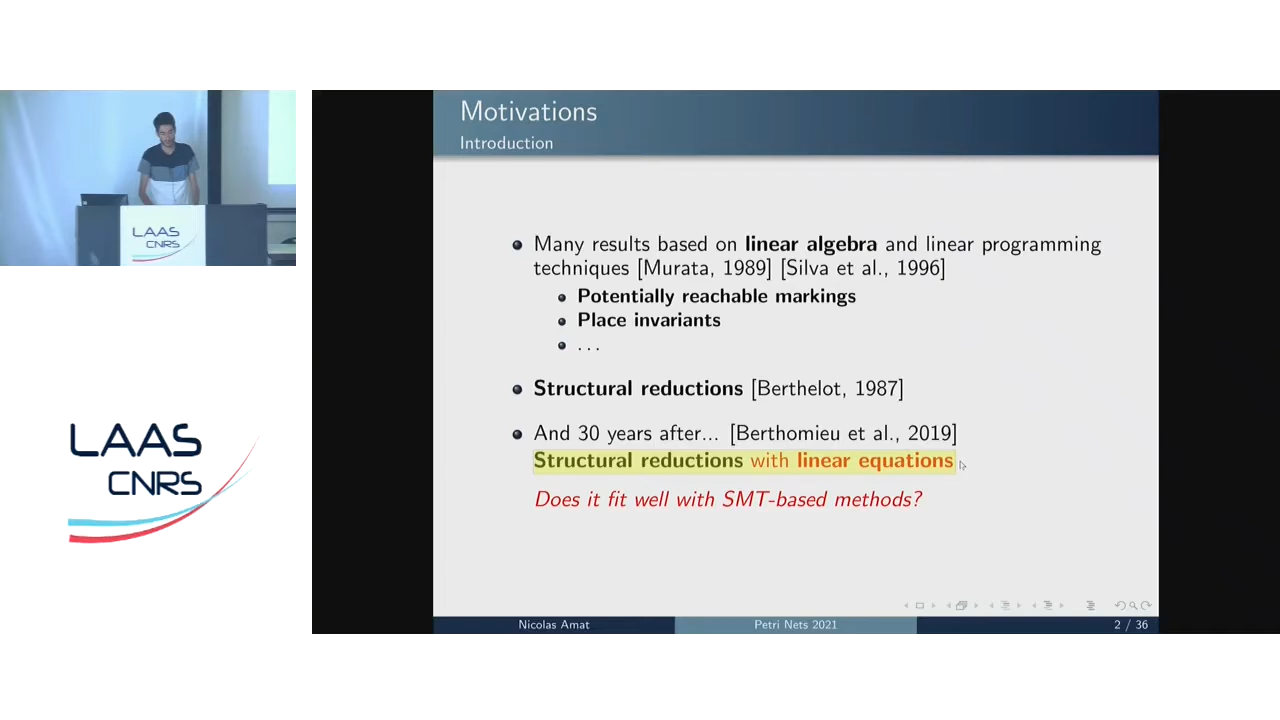 LAAS
CNRS
LAAS
CNRS
Motivations
Introduction
Many results based on linear algebra and linear programming
techniques [Murata, 1989] [Silva et al., 1996]
Potentially reachable markings
Place invariants
. . .
Structural reductions [Berthelot, 1987]
And 30 years after... [Berthomieu et al., 2019]
Structural reductions with linear equations
Does it fit well with SMT-based methods?
Nicolas Amat
Petri Nets 2021
2 / 36